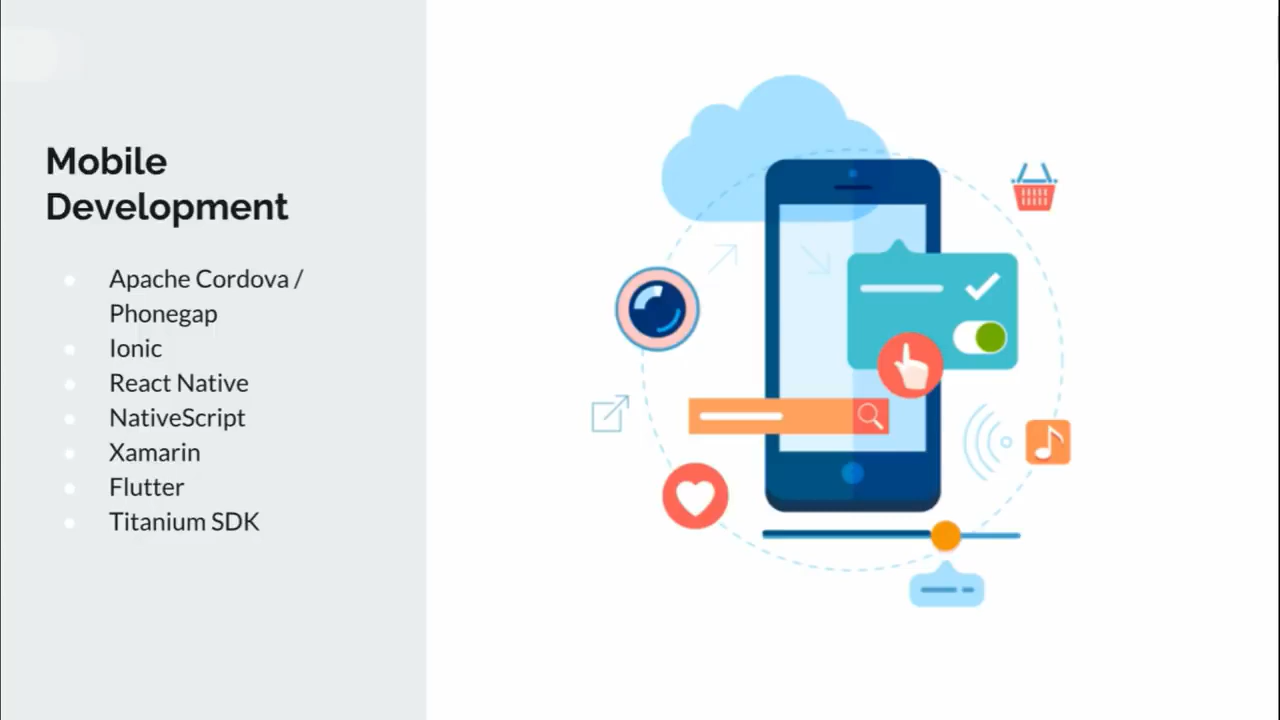 Mobile
Development
Apache Cordova /
Phonegap
Ionic
React Native
NativeScript
Xamarin
Flutter
Titanium SDK